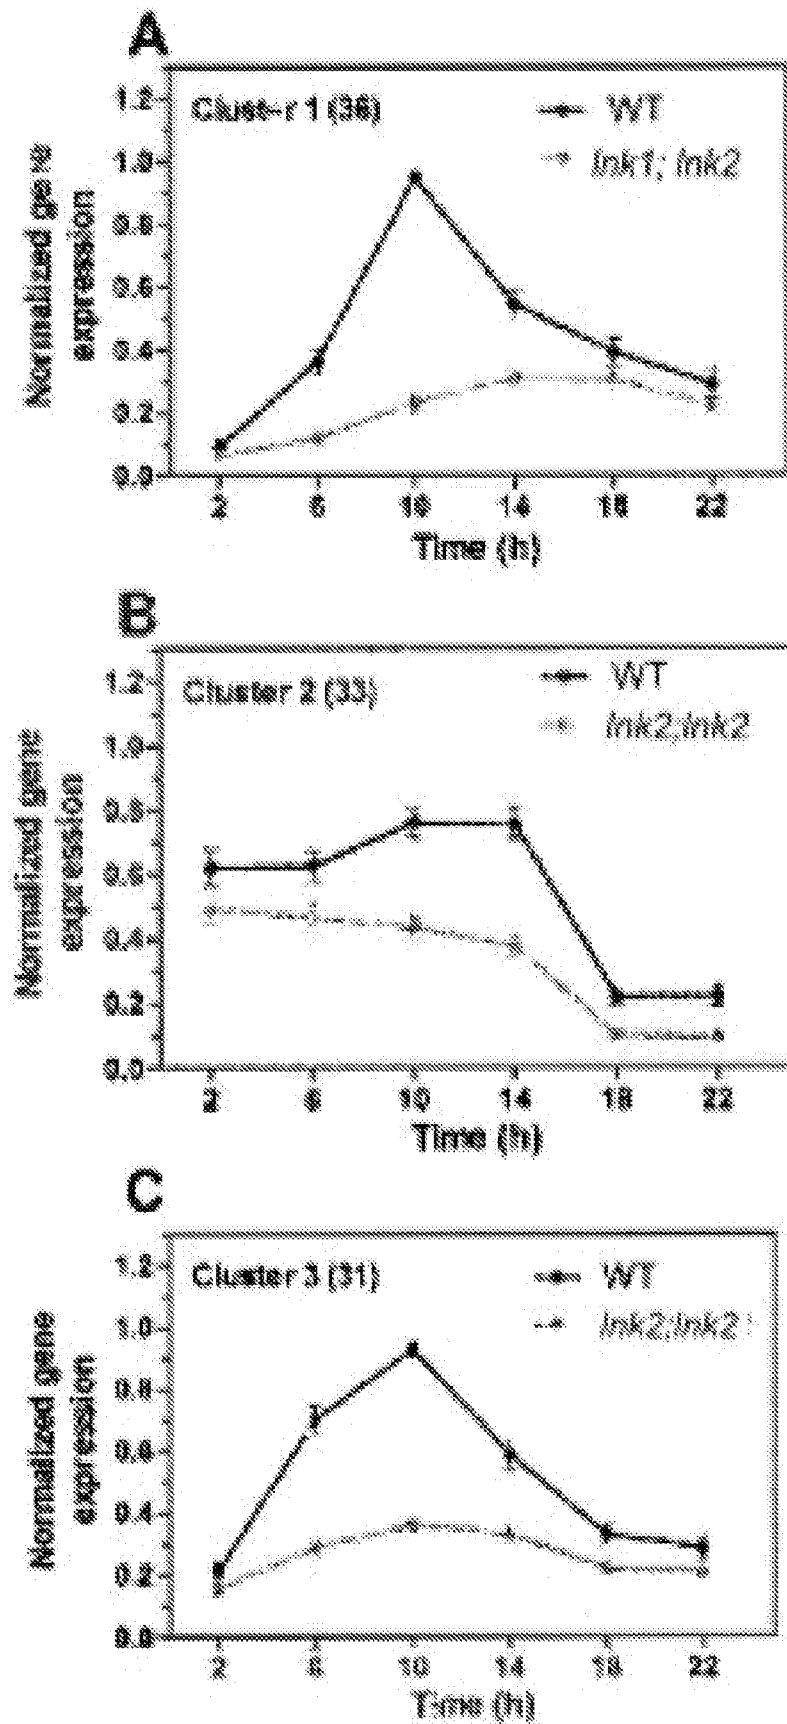 A
Clust-r 1 (36)
WT
lnk1; lnk2
Normalized gene
expression
1.2
1.0
0.8
0.6
0.4
0.2
0.0
2 6 10 14 18 22
Time (h)
B
Cluster 2 (33)
WT
lnk2;lnk2
Normalized gene
expression
1.2
1.0
0.8
0.6
0.4
0.2
0.0
2 6 10 14 18 22
Time (h)
C
Cluster 3 (31)
WT
lnk2;lnk2
Normalized gene
expression
1.2
1.0
0.8
0.6
0.4
0.2
0.0
2 6 10 14 18 22
Time (h)